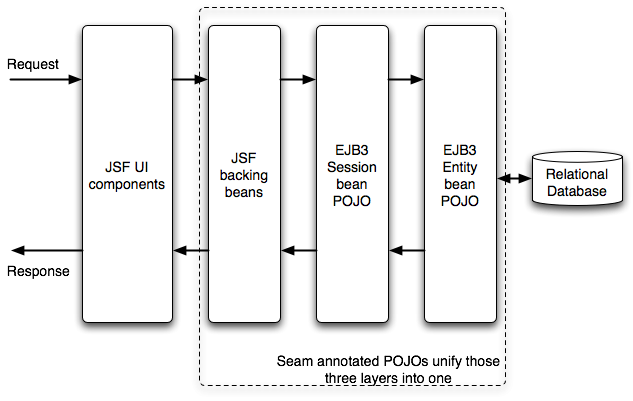 Request
JSF UI
components
JSF
backing
beans
EJB3
Session
bean
POJO
EJB3
Entity
bean
POJO
Relational
Database
Response
Seam annotated POJOs unify those
three layers into one